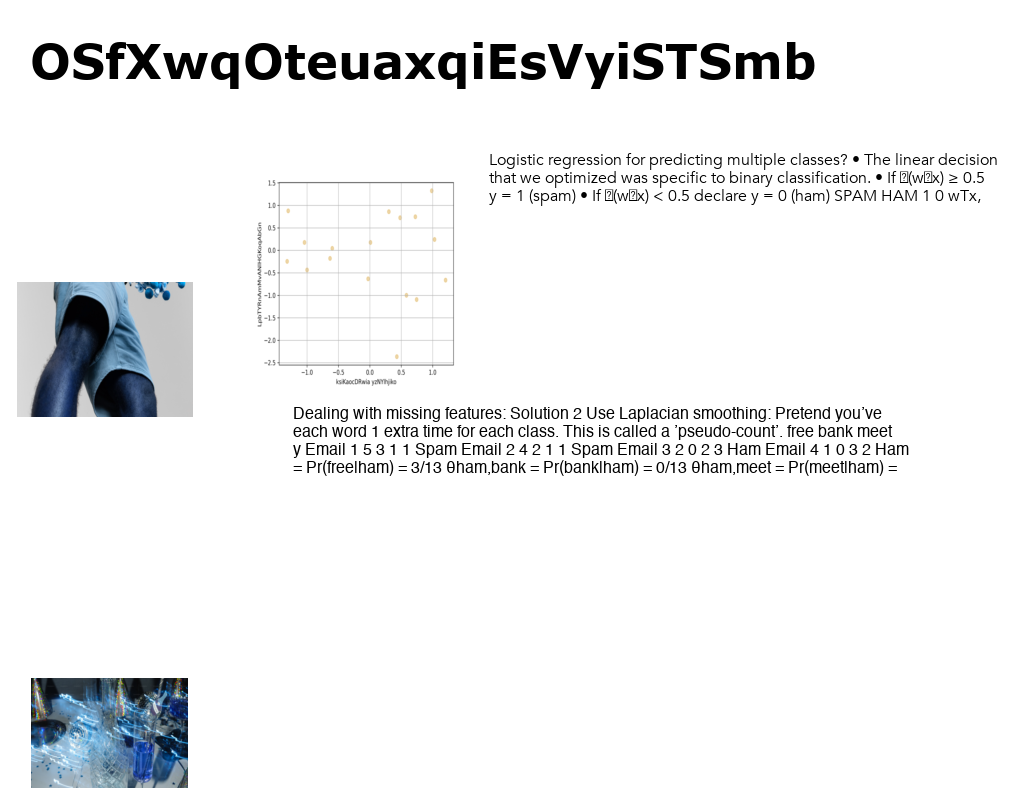 OSfXwqOteuaxqiEsVyiSTSmb
Logistic regression for predicting multiple classes? • The linear decision
that we optimized was specific to binary classification. • If (wx) ≥ 0.5
y = 1 (spam) • If (wx) < 0.5 declare y = 0 (ham) SPAM HAM 1 0 wTx,
1.5
1.0
0.5
0.0
−0.5
−1.0
−1.5
−2.0
−2.5
−1.0 −0.5 0.0 0.5 1.0
Dealing with missing features: Solution 2 Use Laplacian smoothing: Pretend you’ve
each word 1 extra time for each class. This is called a ’pseudo-count’. free bank meet
y Email 1 5 3 1 1 Spam Email 2 4 2 1 1 Spam Email 3 2 0 2 3 Ham Email 4 1 0 3 2 Ham
= Pr(free|ham) = 3/13 θham,bank = Pr(bank|ham) = 0/13 θham,meet = Pr(meet|ham) =